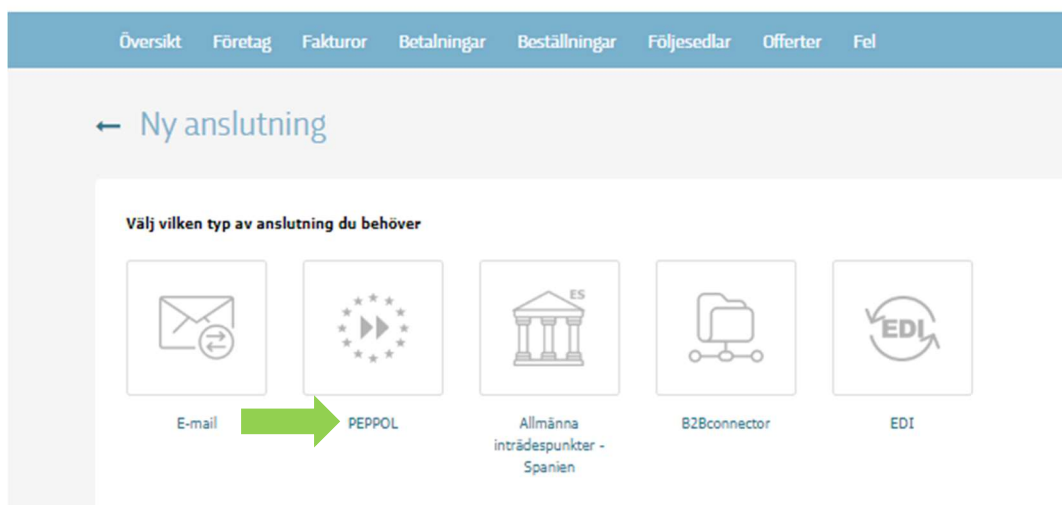 Översikt Företag Fakturor Betalningar Beställningar Följesedlar Offerter Fel
← Ny anslutning
Välj vilken typ av anslutning du behöver
ES
EDI
E-mail
PEPPOL
Allmänna
inträdespunkter -
Spanien
B2Bconnector
EDI